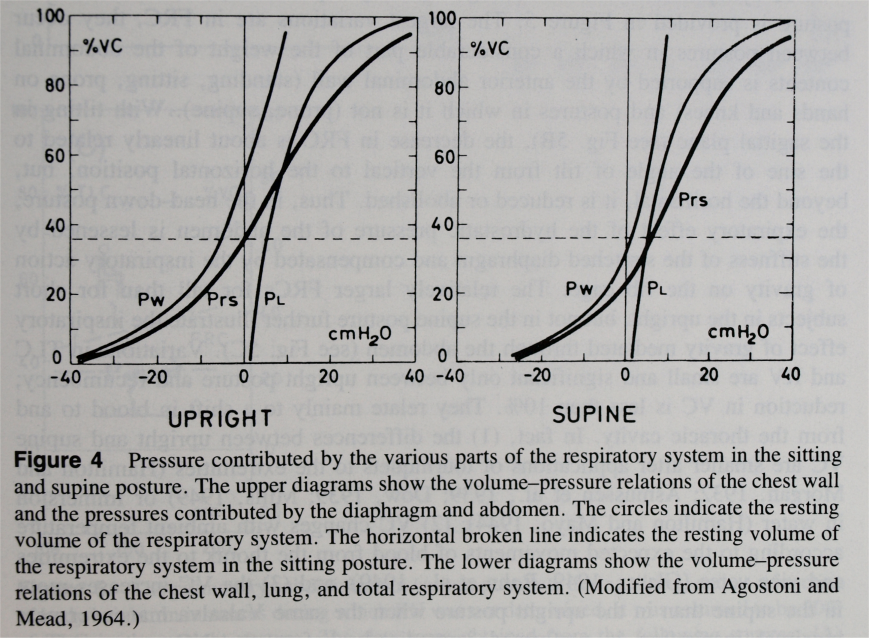 100
%VC
80
60
40
20
0
Pw
Prs
PL
cmH2O
-40
-20
0
20
40
UPRIGHT
100
%VC
80
60
40
20
0
Prs
Pw
PL
cmH2O
-40
-20
0
20
40
SUPINE
Figure 4 Pressure contributed by the various parts of the respiratory system in the sitting
and supine posture. The upper diagrams show the volume–pressure relations of the chest wall
and the pressures contributed by the diaphragm and abdomen. The circles indicate the resting
volume of the respiratory system. The horizontal broken line indicates the resting volume of
the respiratory system in the sitting posture. The lower diagrams show the volume–pressure
relations of the chest wall, lung, and total respiratory system. (Modified from Agostoni and
Mead, 1964.)